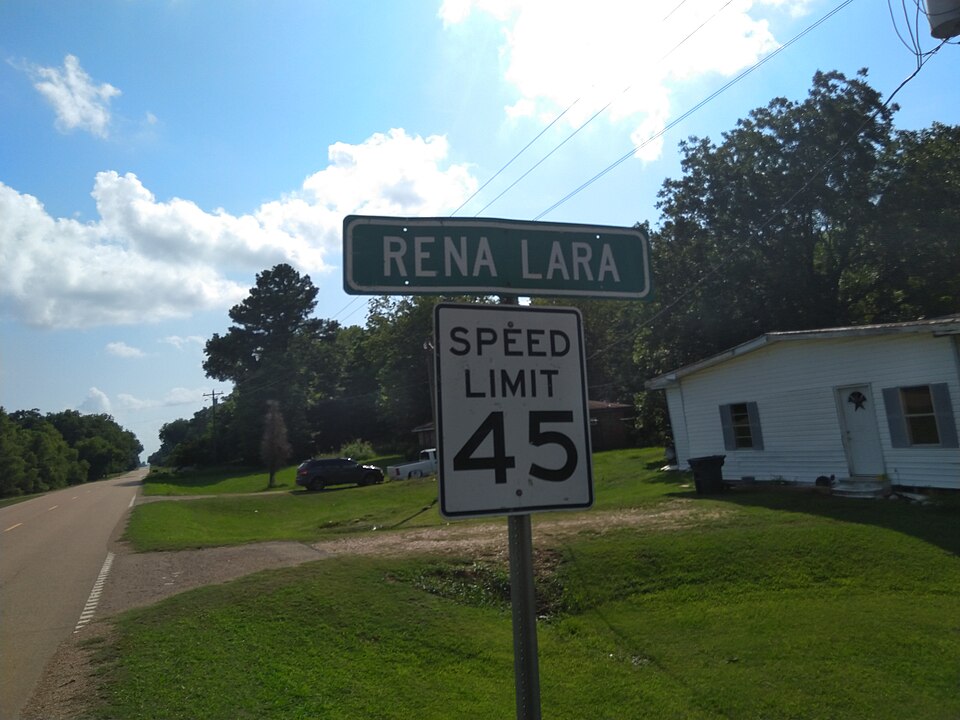 RENA LARA
SPEED
LIMIT
45